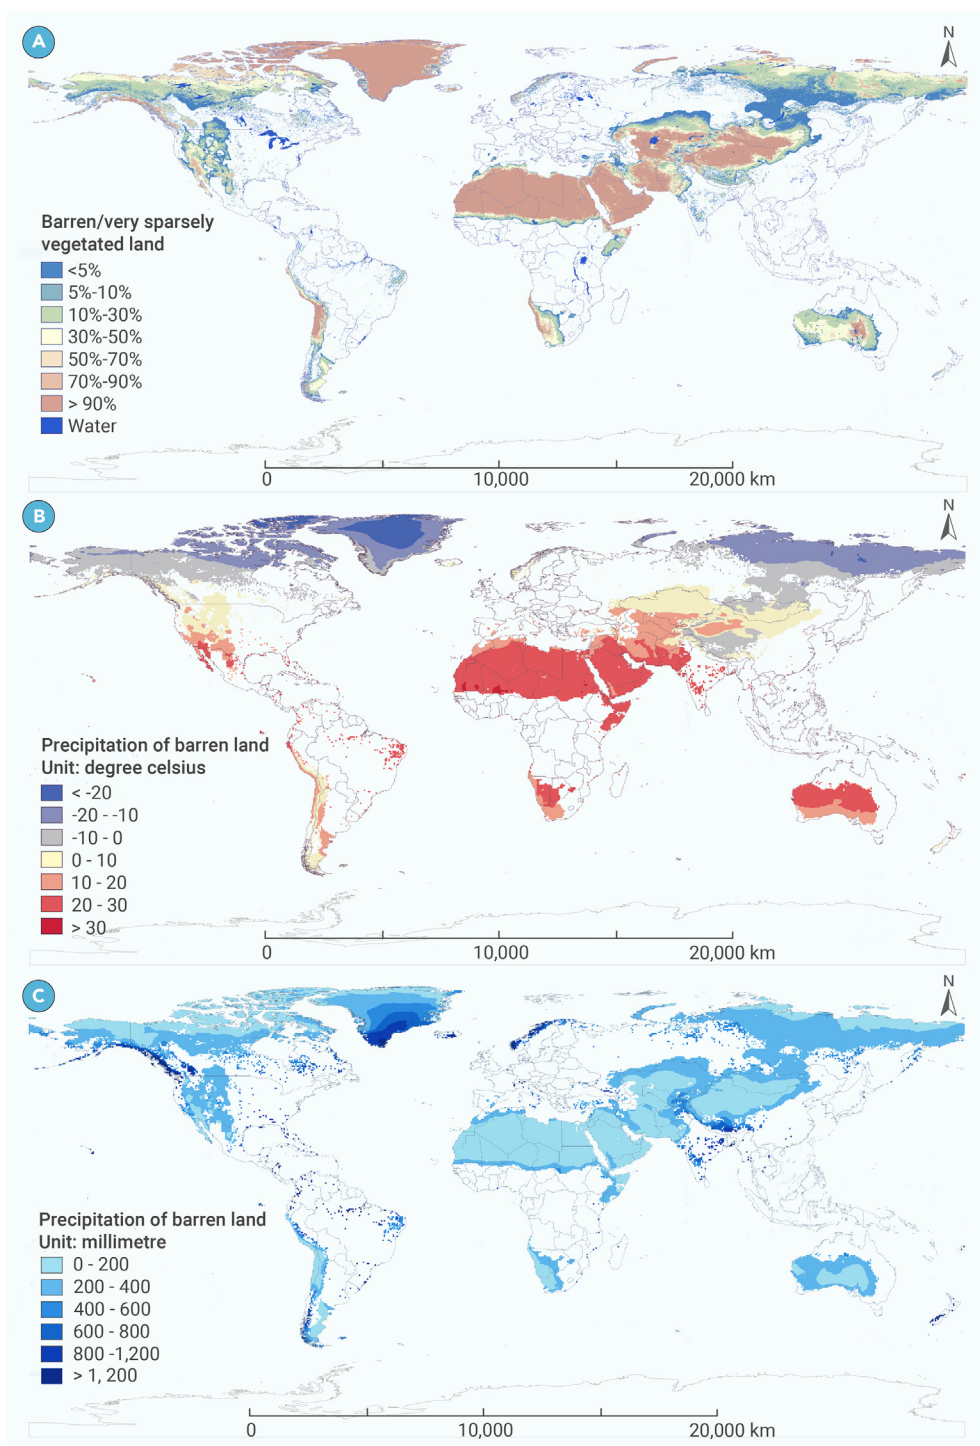 A
N
Barren/very sparsely
vegetated land
<5%
5%-10%
10%-30%
30%-50%
50%-70%
70%-90%
> 90%
Water
0 10,000 20,000 km
B
N
Precipitation of barren land
Unit: degree celsius
< -20
-20 - -10
-10 - 0
0 - 10
10 - 20
20 - 30
> 30
0 10,000 20,000 km
C
N
Precipitation of barren land
Unit: millimetre
0 - 200
200 - 400
400 - 600
600 - 800
800 -1,200
> 1, 200
0 10,000 20,000 km